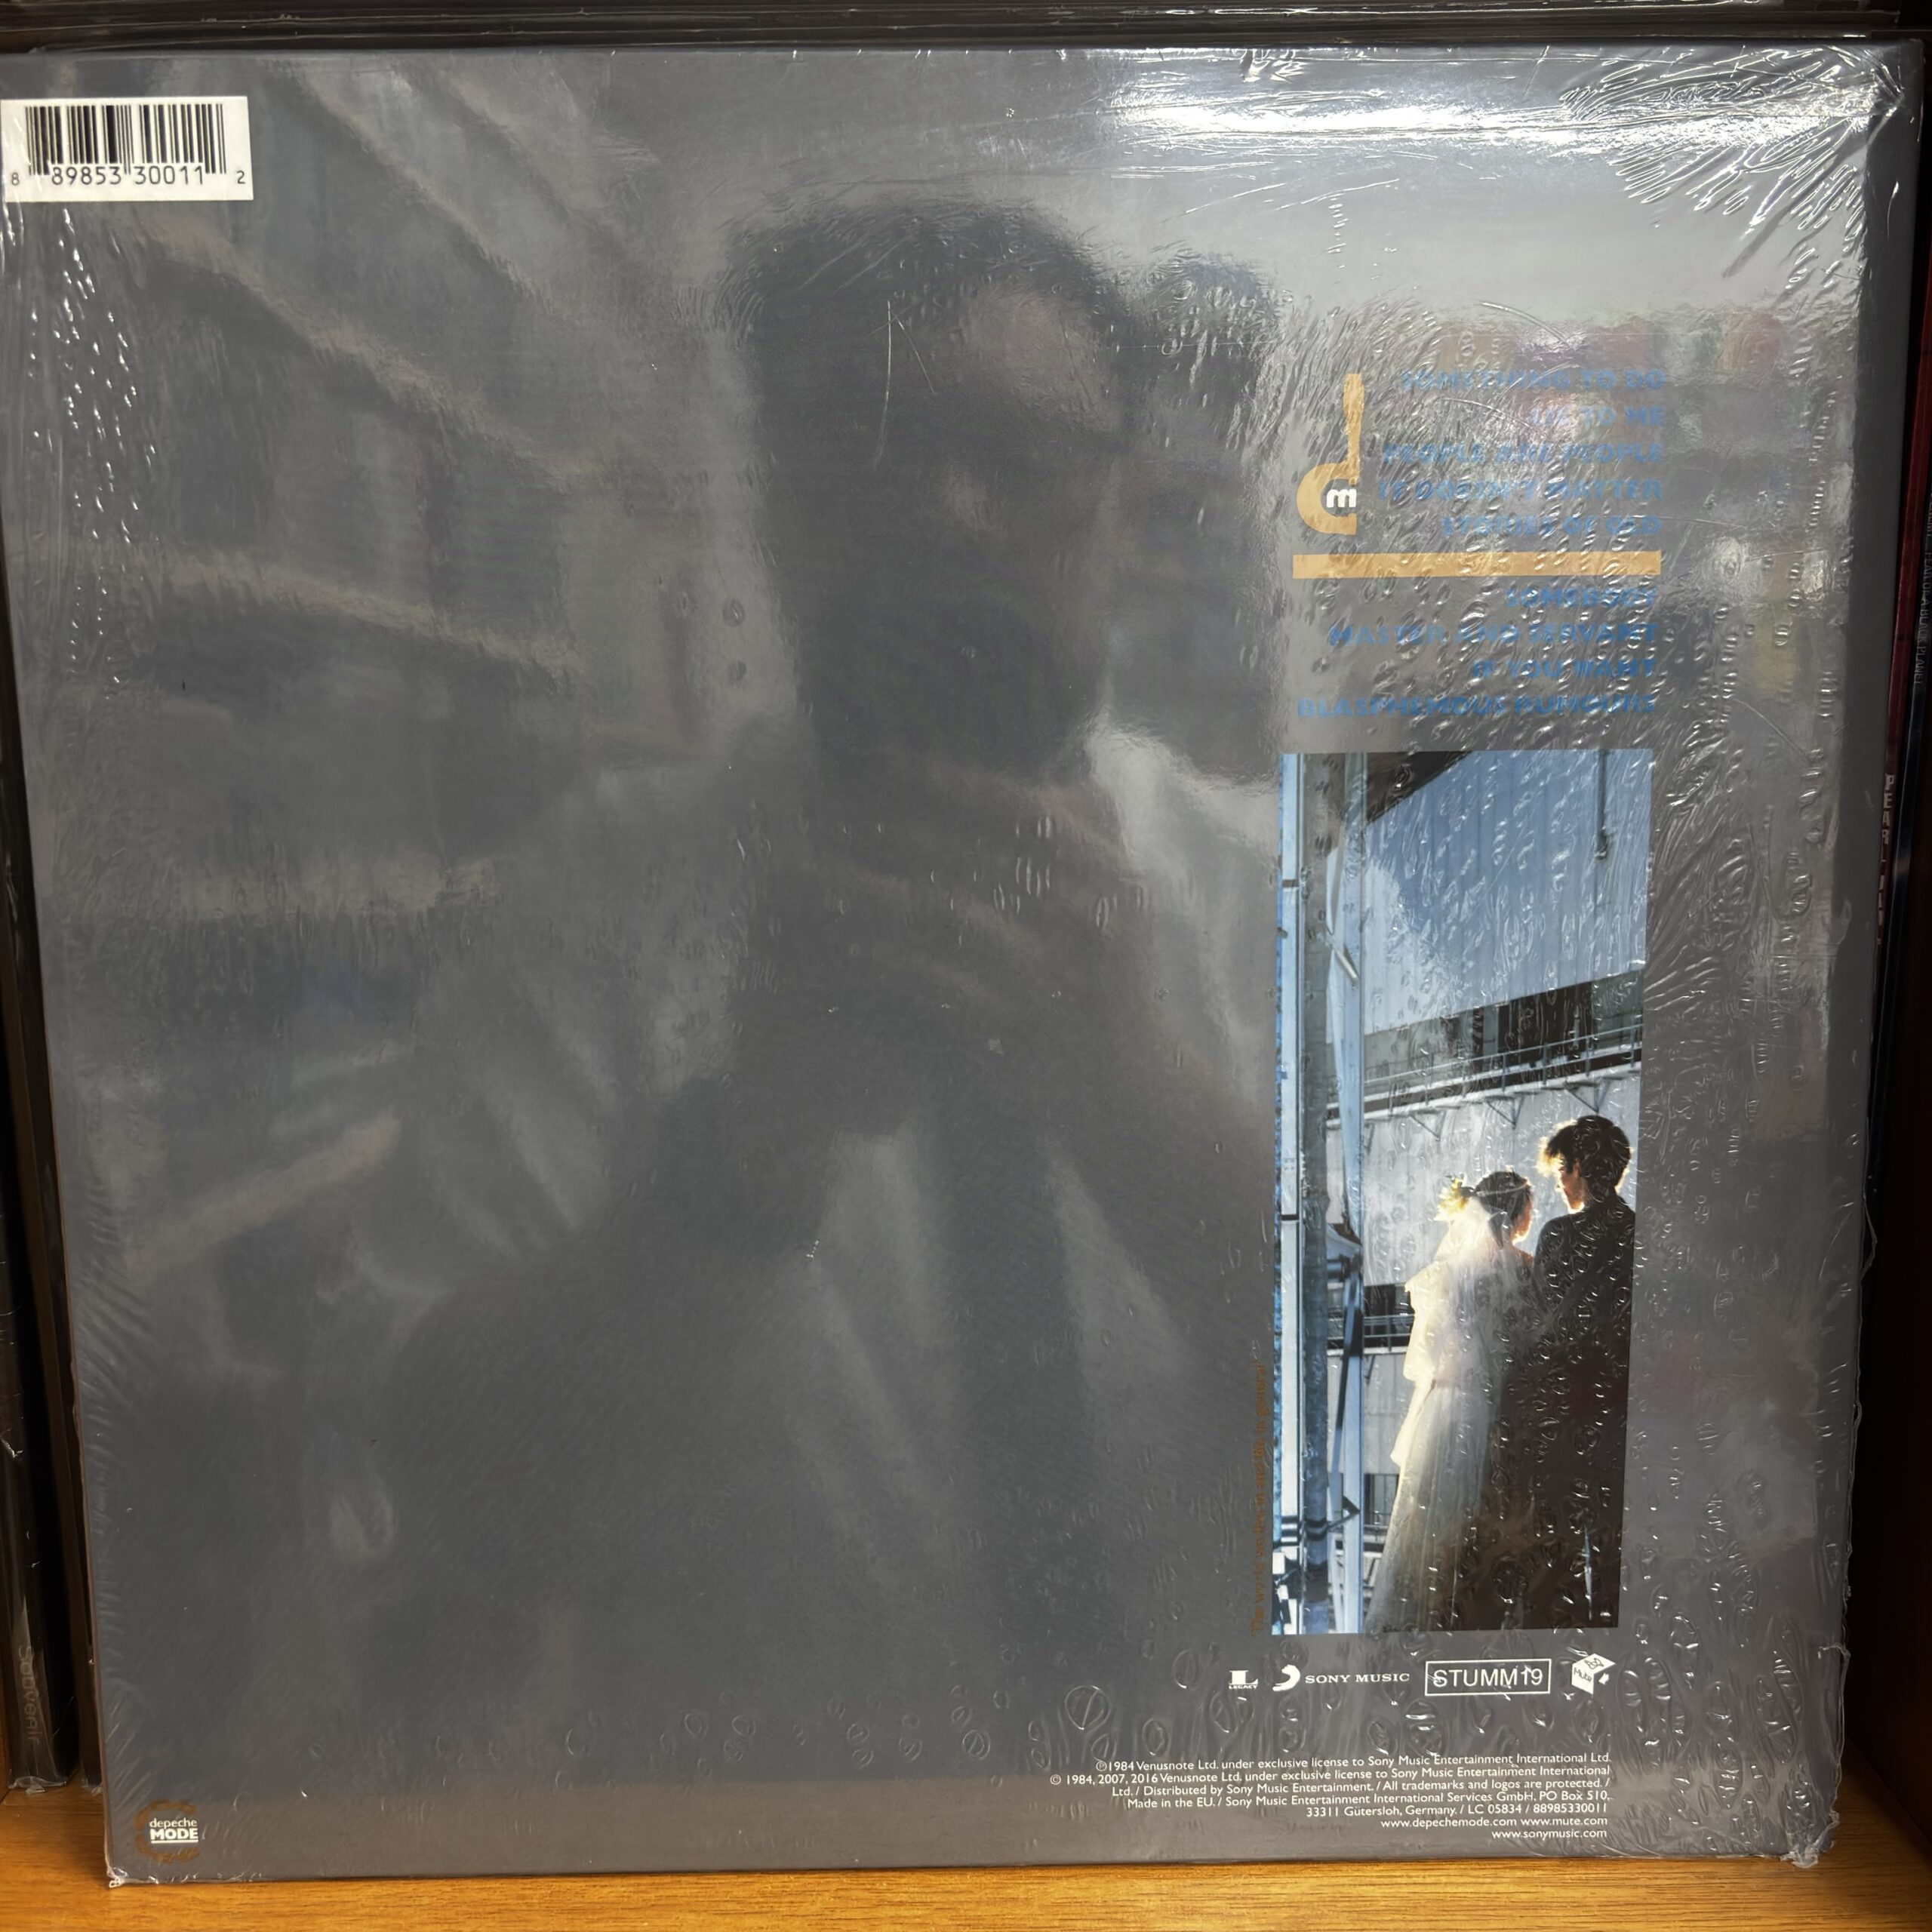 8 89853 30011 2
SOMETHING TO DO
LIE TO ME
PEOPLE ARE PEOPLE
IT DOESN'T MATTER
STORIES OF OLD
m
SOMEBODY
MASTER AND SERVANT
IF YOU WANT
BLASPHEMOUS RUMOURS
L
LEGACY
SONY MUSIC
STUMM19
Mute
℗1984 Venusnote Ltd. under exclusive license to Sony Music Entertainment International Ltd.
© 1984, 2007, 2016 Venusnote Ltd. under exclusive license to Sony Music Entertainment International
Ltd. / Distributed by Sony Music Entertainment. / All trademarks and logos are protected. /
Made in the EU. / Sony Music Entertainment International Services GmbH, PO Box 510,
33311 Gütersloh, Germany. / LC 05834 / 88985330011
www.depechemode.com www.mute.com
www.sonymusic.com
depeche
MODE